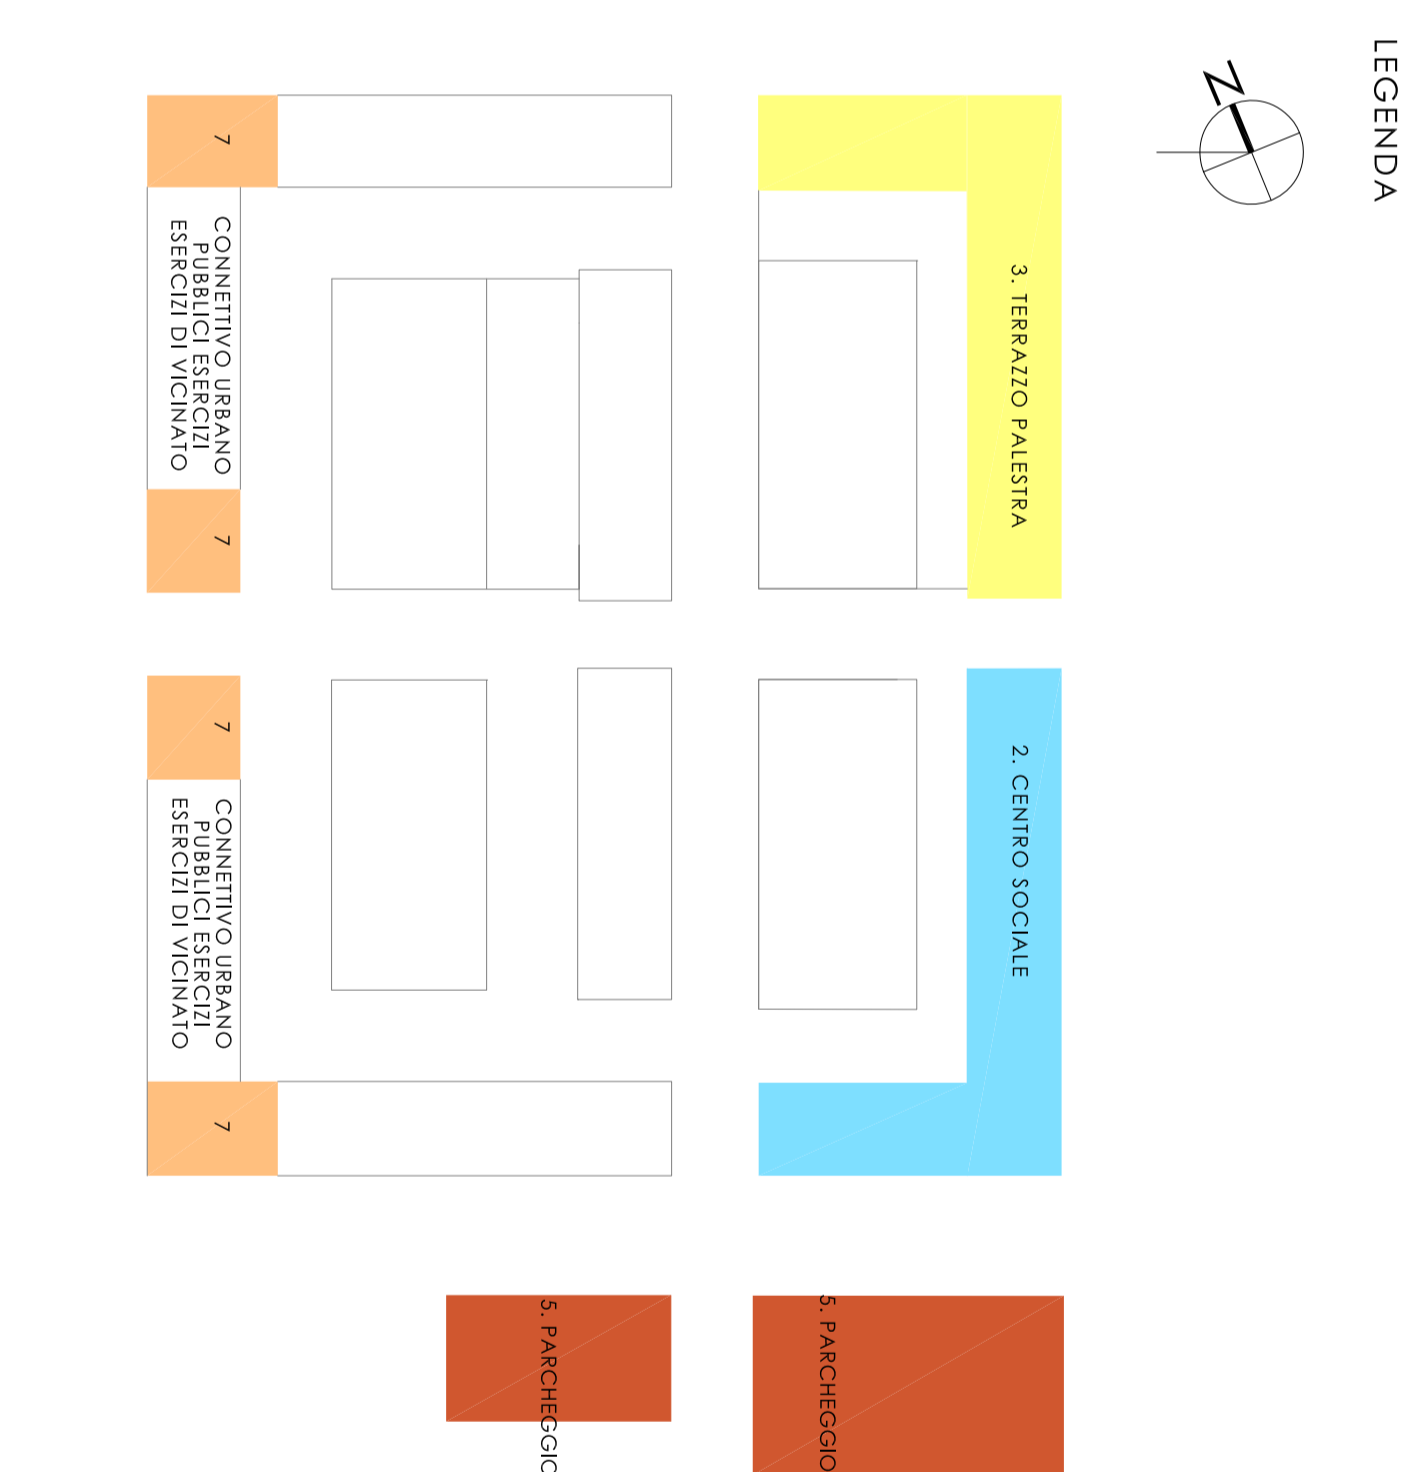 LEGENDA
N
3. TERRAZZO PALESTRA
2. CENTRO SOCIALE
5. PARCHEGGIO
5. PARCHEGGIO
7
CONNETTIVO URBANO
PUBBLICI ESERCIZI
ESERCIZI DI VICINATO
7
7
CONNETTIVO URBANO
PUBBLICI ESERCIZI
ESERCIZI DI VICINATO
7